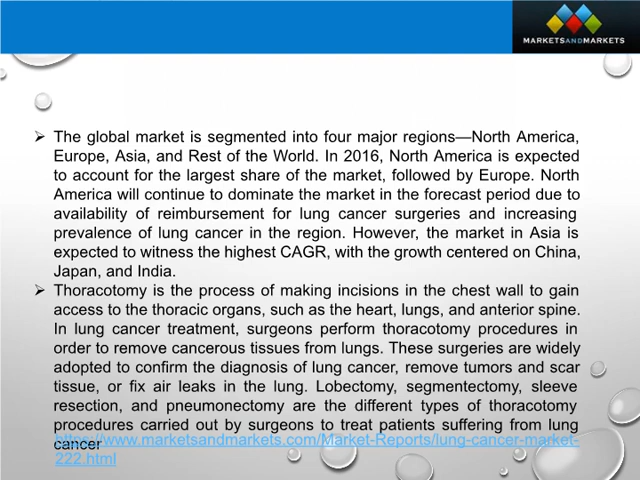 MARKETSANDMARKETS
➢ The global market is segmented into four major regions—North America,
Europe, Asia, and Rest of the World. In 2016, North America is expected
to account for the largest share of the market, followed by Europe. North
America will continue to dominate the market in the forecast period due to
availability of reimbursement for lung cancer surgeries and increasing
prevalence of lung cancer in the region. However, the market in Asia is
expected to witness the highest CAGR, with the growth centered on China,
Japan, and India.
➢ Thoracotomy is the process of making incisions in the chest wall to gain
access to the thoracic organs, such as the heart, lungs, and anterior spine.
In lung cancer treatment, surgeons perform thoracotomy procedures in
order to remove cancerous tissues from lungs. These surgeries are widely
adopted to confirm the diagnosis of lung cancer, remove tumors and scar
tissue, or fix air leaks in the lung. Lobectomy, segmentectomy, sleeve
resection, and pneumonectomy are the different types of thoracotomy
procedures carried out by surgeons to treat patients suffering from lung
cancer
https://www.marketsandmarkets.com/Market-Reports/lung-cancer-market-
222.html